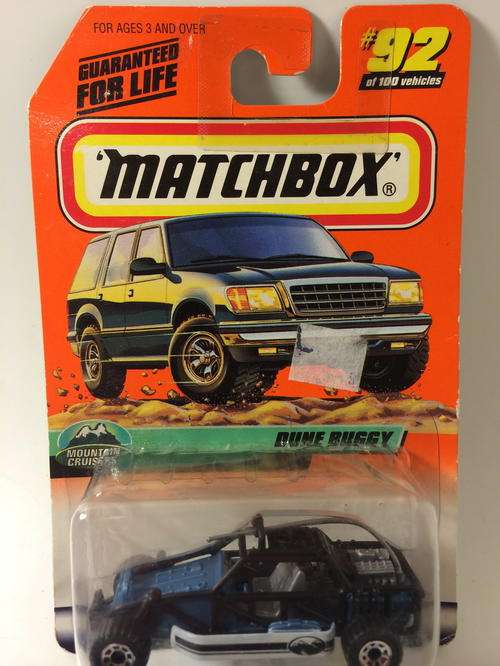 FOR AGES 3 AND OVER
GUARANTEED
FOR LIFE
#92
of 100 vehicles
'MATCHBOX'®
DUNE BUGGY
MOUNTAIN
CRUISERS